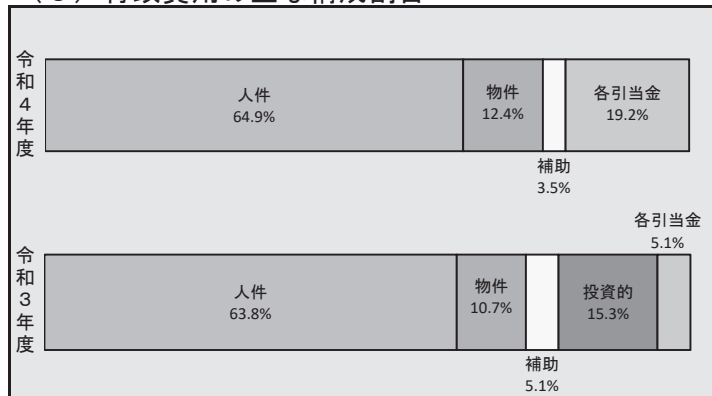 令和4年度
人件
64.9%
物件
12.4%
補助
3.5%
各引当金
19.2%
令和3年度
人件
63.8%
物件
10.7%
補助
5.1%
投資的
15.3%
各引当金
5.1%